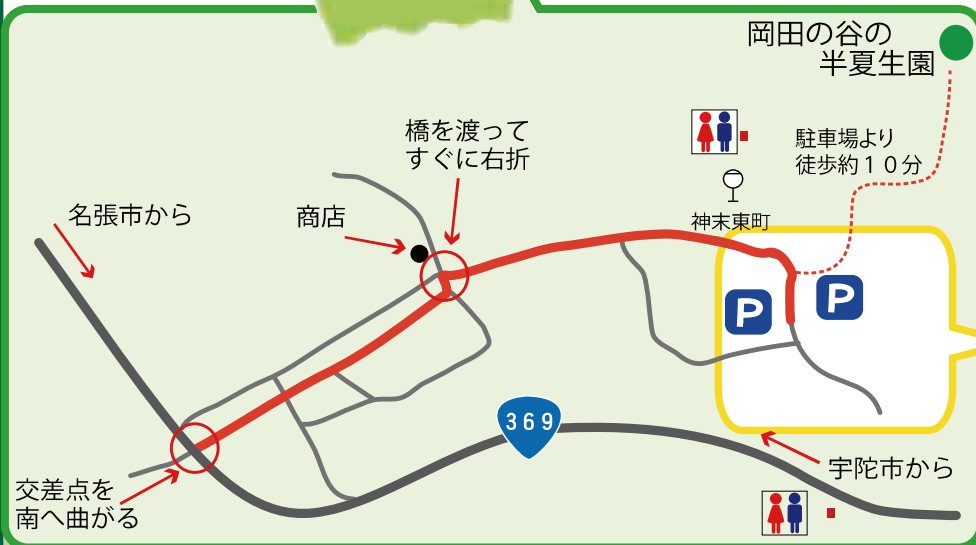 岡田の谷の
半夏生園
橋を渡って
すぐに右折
駐車場より
徒歩約１０分
名張市から
商店
神末東町
P
P
369
宇陀市から
交差点を
南へ曲がる